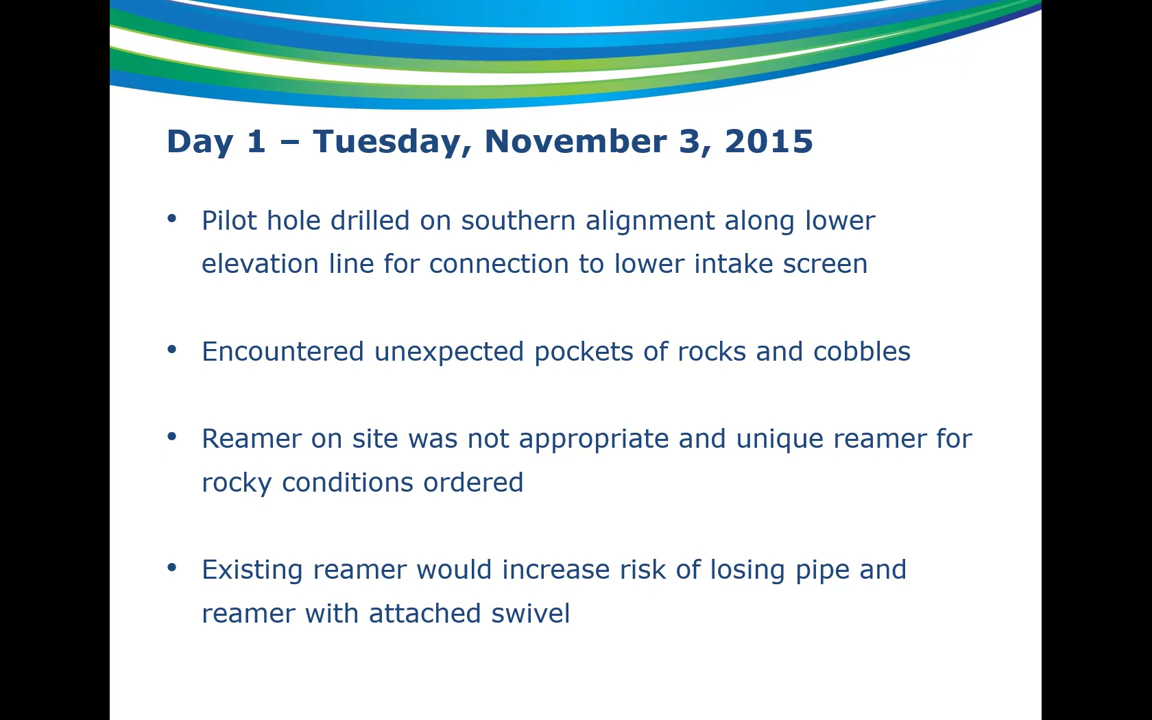 Day 1 – Tuesday, November 3, 2015
• Pilot hole drilled on southern alignment along lower
elevation line for connection to lower intake screen
• Encountered unexpected pockets of rocks and cobbles
• Reamer on site was not appropriate and unique reamer for
rocky conditions ordered
• Existing reamer would increase risk of losing pipe and
reamer with attached swivel